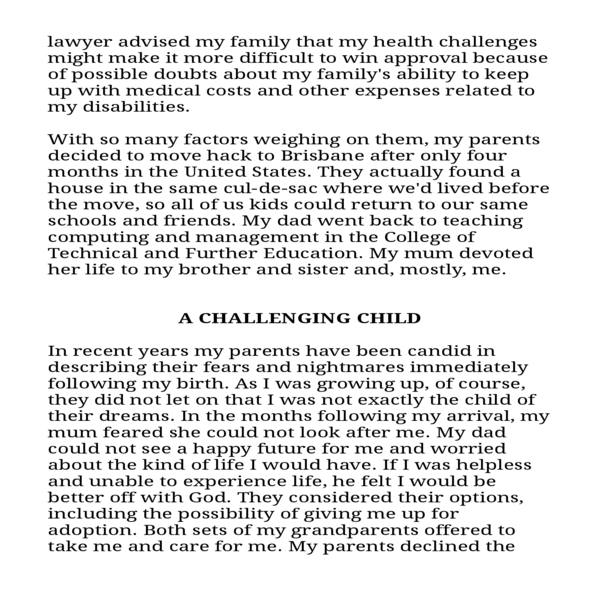 lawyer advised my family that my health challenges
might make it more difficult to win approval because
of possible doubts about my family's ability to keep
up with medical costs and other expenses related to
my disabilities.
With so many factors weighing on them, my parents
decided to move hack to Brisbane after only four
months in the United States. They actually found a
house in the same cul-de-sac where we'd lived before
the move, so all of us kids could return to our same
schools and friends. My dad went back to teaching
computing and management in the College of
Technical and Further Education. My mum devoted
her life to my brother and sister and, mostly, me.
A CHALLENGING CHILD
In recent years my parents have been candid in
describing their fears and nightmares immediately
following my birth. As I was growing up, of course,
they did not let on that I was not exactly the child of
their dreams. In the months following my arrival, my
mum feared she could not look after me. My dad
could not see a happy future for me and worried
about the kind of life I would have. If I was helpless
and unable to experience life, he felt I would be
better off with God. They considered their options,
including the possibility of giving me up for
adoption. Both sets of my grandparents offered to
take me and care for me. My parents declined the